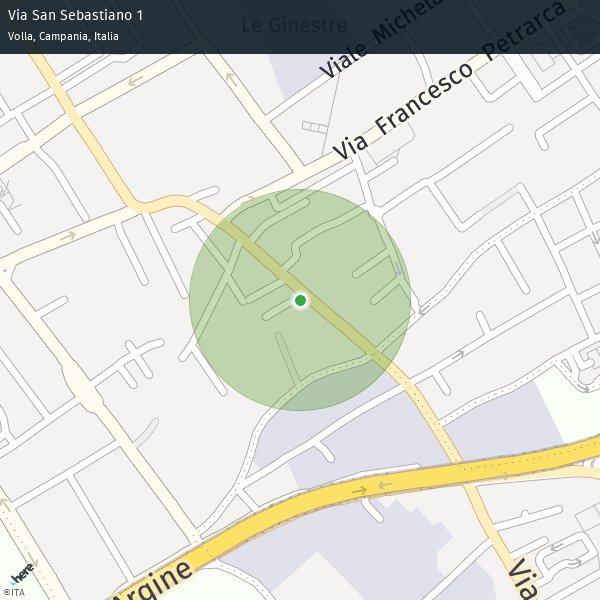 Via San Sebastiano 1
Volla, Campania, Italia
Le Ginestre
Viale Michela
Via Francesco Petrarca
Argine
Via
here
©ITA